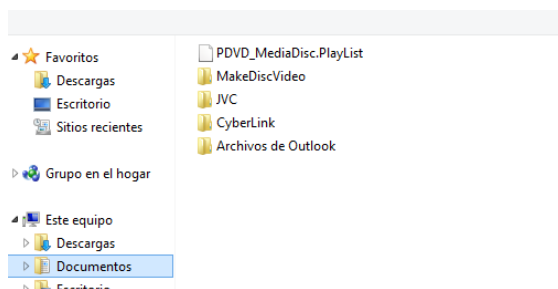 Favoritos
Descargas
Escritorio
Sitios recientes
Grupo en el hogar
Este equipo
Descargas
Documentos
Escritorio
PDVD_MediaDisc.PlayList
MakeDiscVideo
JVC
CyberLink
Archivos de Outlook